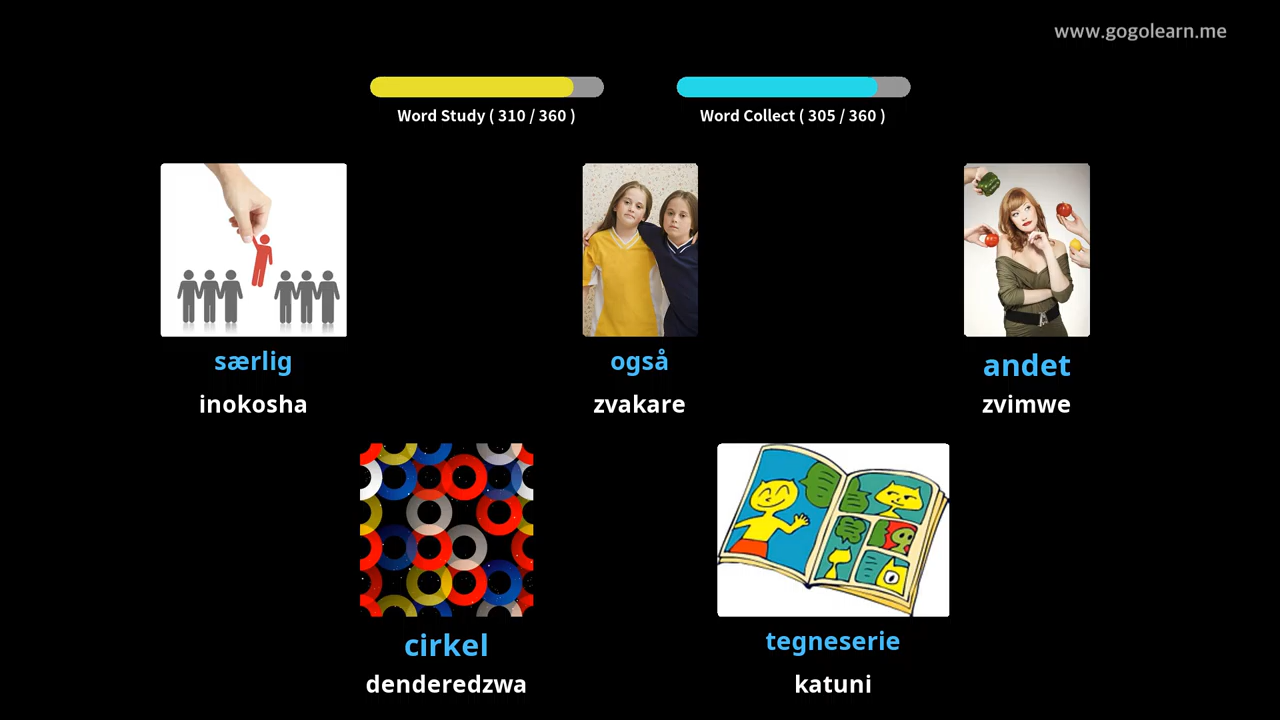 www.gogolearn.me
Word Study ( 310 / 360 )
Word Collect ( 305 / 360 )
særlig
også
andet
inokosha
zvakare
zvimwe
cirkel
tegneserie
denderedzwa
katuni